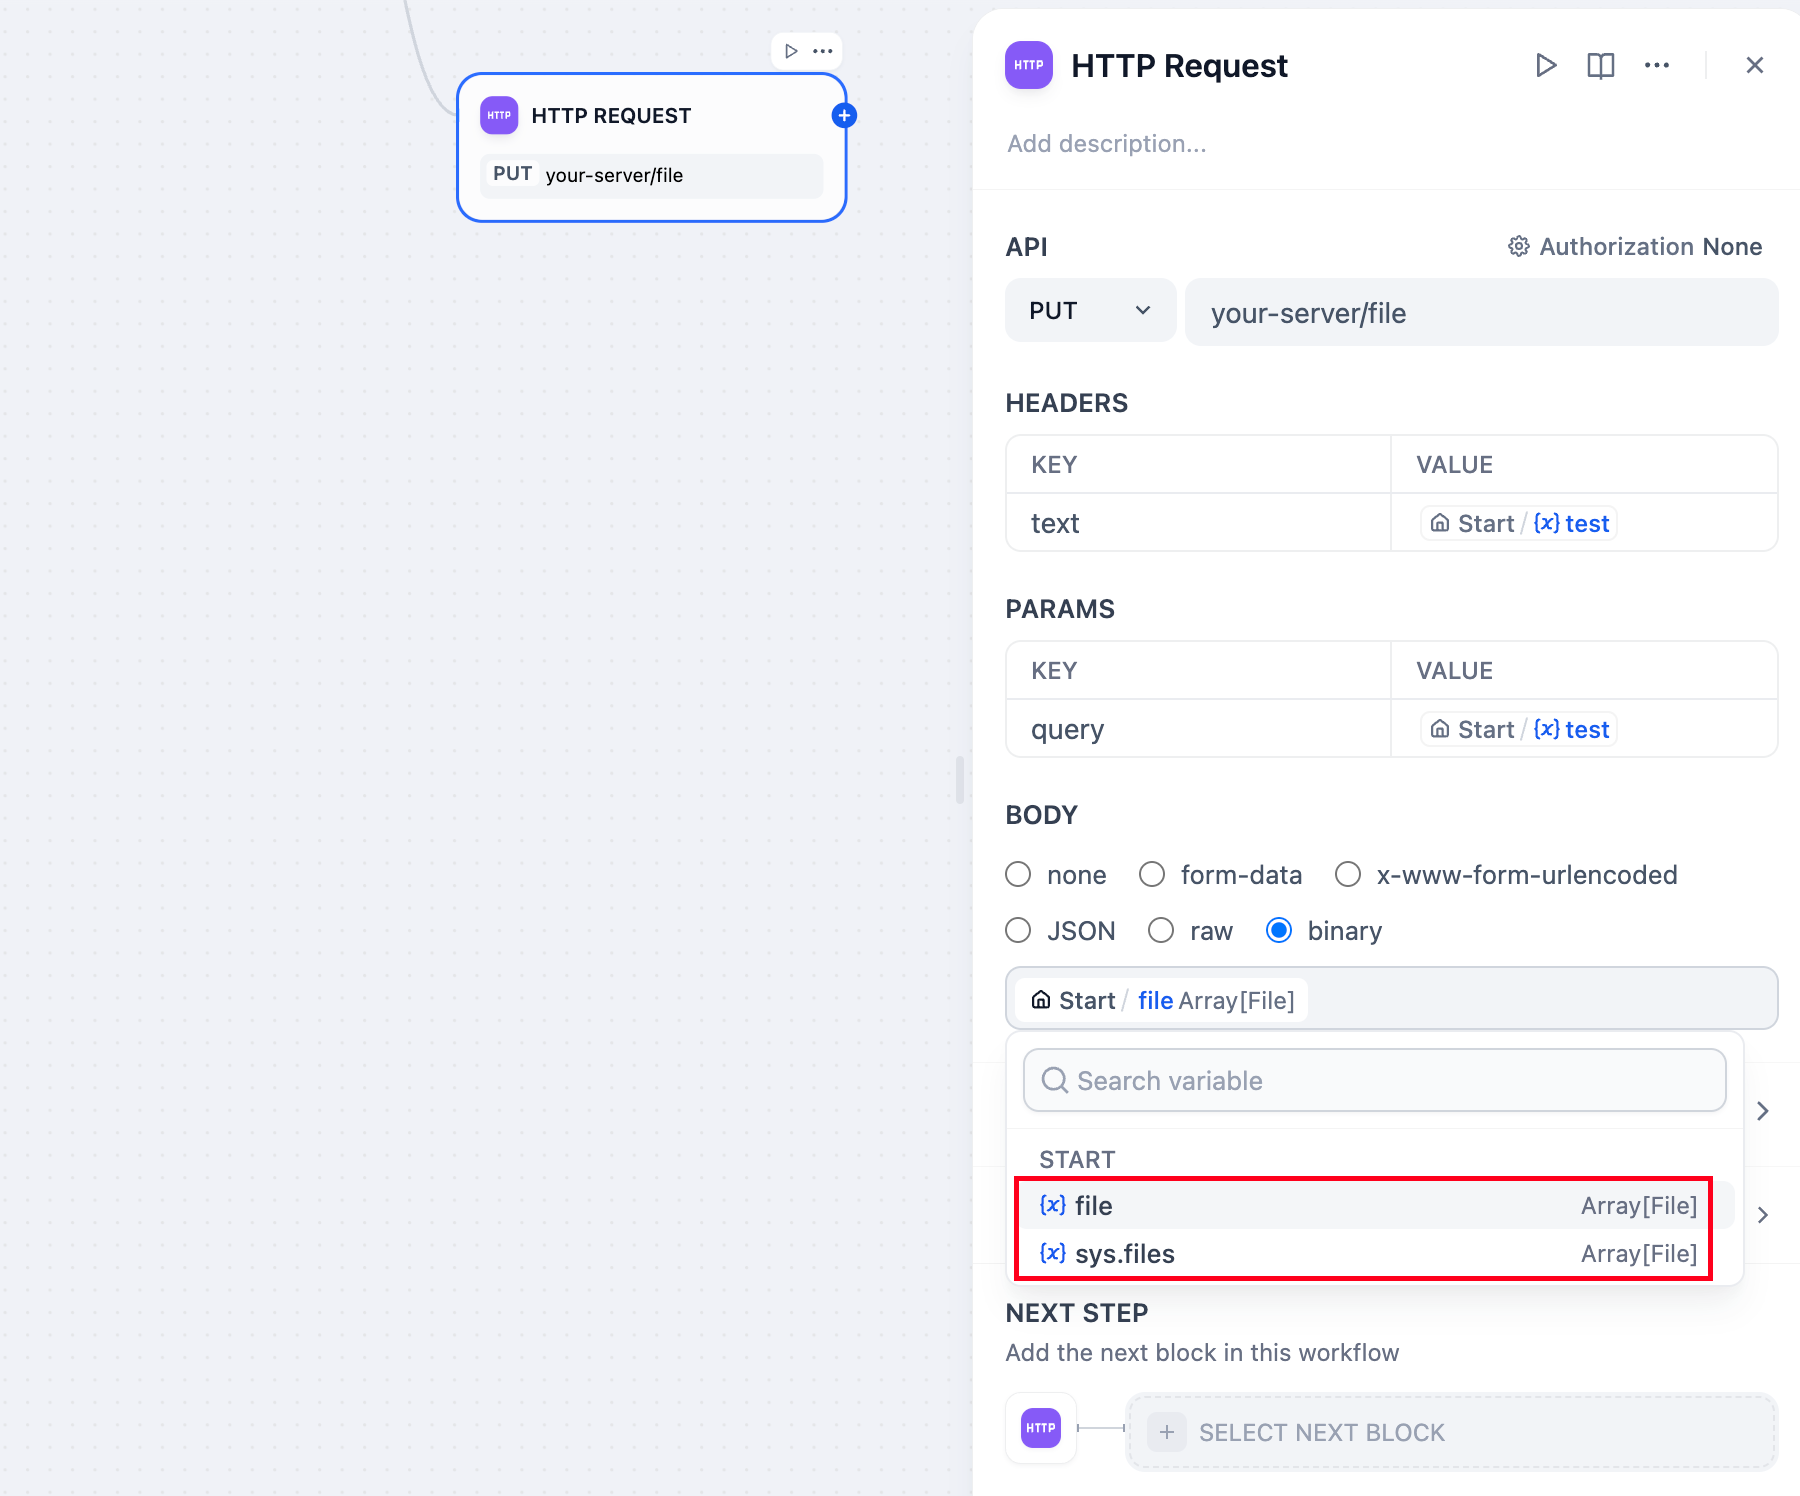 HTTP HTTP REQUEST
PUT your-server/file
HTTP HTTP Request
Add description...
API Authorization None
PUT your-server/file
HEADERS
KEY VALUE
text Start / {x} test
PARAMS
KEY VALUE
query Start / {x} test
BODY
none form-data x-www-form-urlencoded
JSON raw binary
Start / file Array[File]
Search variable
START
{x} file Array[File]
{x} sys.files Array[File]
NEXT STEP
Add the next block in this workflow
HTTP + SELECT NEXT BLOCK